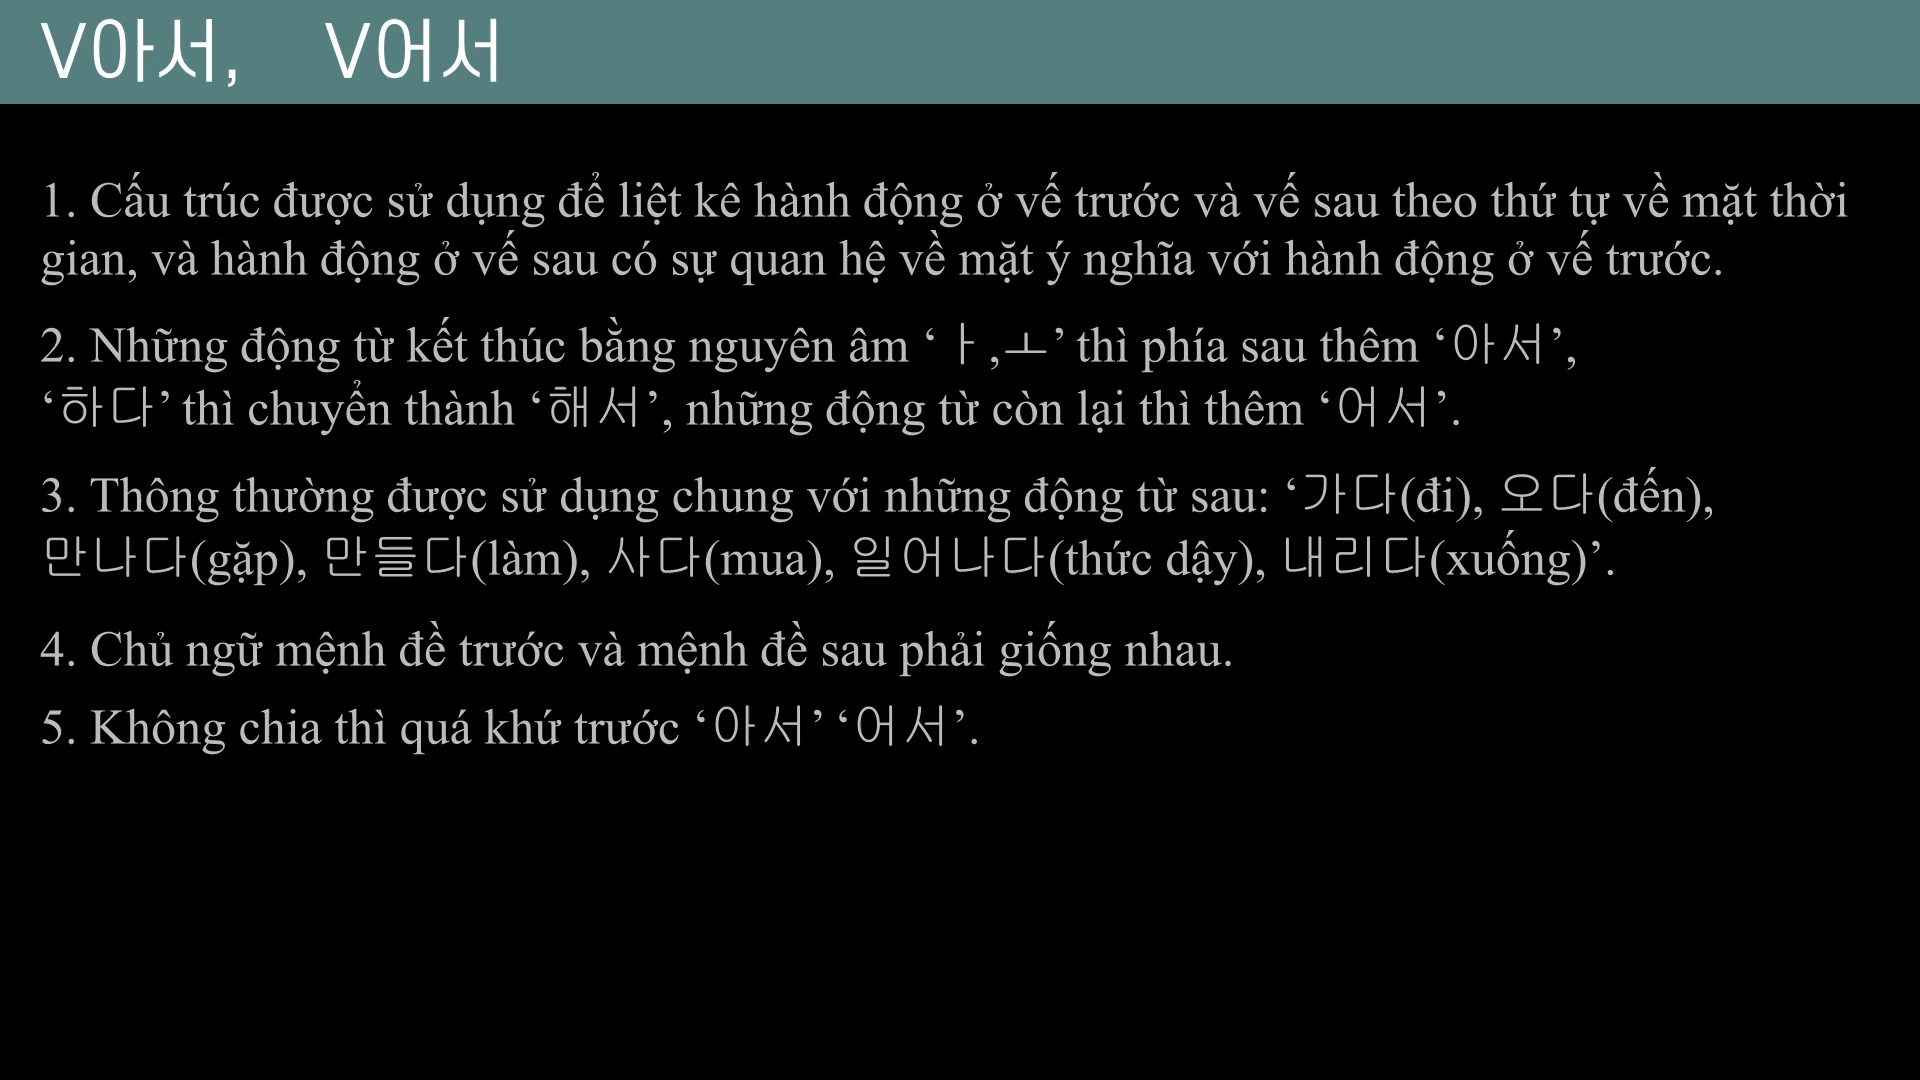 V아서, V어서
1. Cấu trúc được sử dụng để liệt kê hành động ở vế trước và vế sau theo thứ tự về mặt thời
gian, và hành động ở vế sau có sự quan hệ về mặt ý nghĩa với hành động ở vế trước.
2. Những động từ kết thúc bằng nguyên âm ‘ㅏ,ㅗ’ thì phía sau thêm ‘아서’,
‘하다’ thì chuyển thành ‘해서’, những động từ còn lại thì thêm ‘어서’.
3. Thông thường được sử dụng chung với những động từ sau: ‘가다(đi), 오다(đến),
만나다(gặp), 만들다(làm), 사다(mua), 일어나다(thức dậy), 내리다(xuống)’.
4. Chủ ngữ mệnh đề trước và mệnh đề sau phải giống nhau.
5. Không chia thì quá khứ trước ‘아서’ ‘어서’.